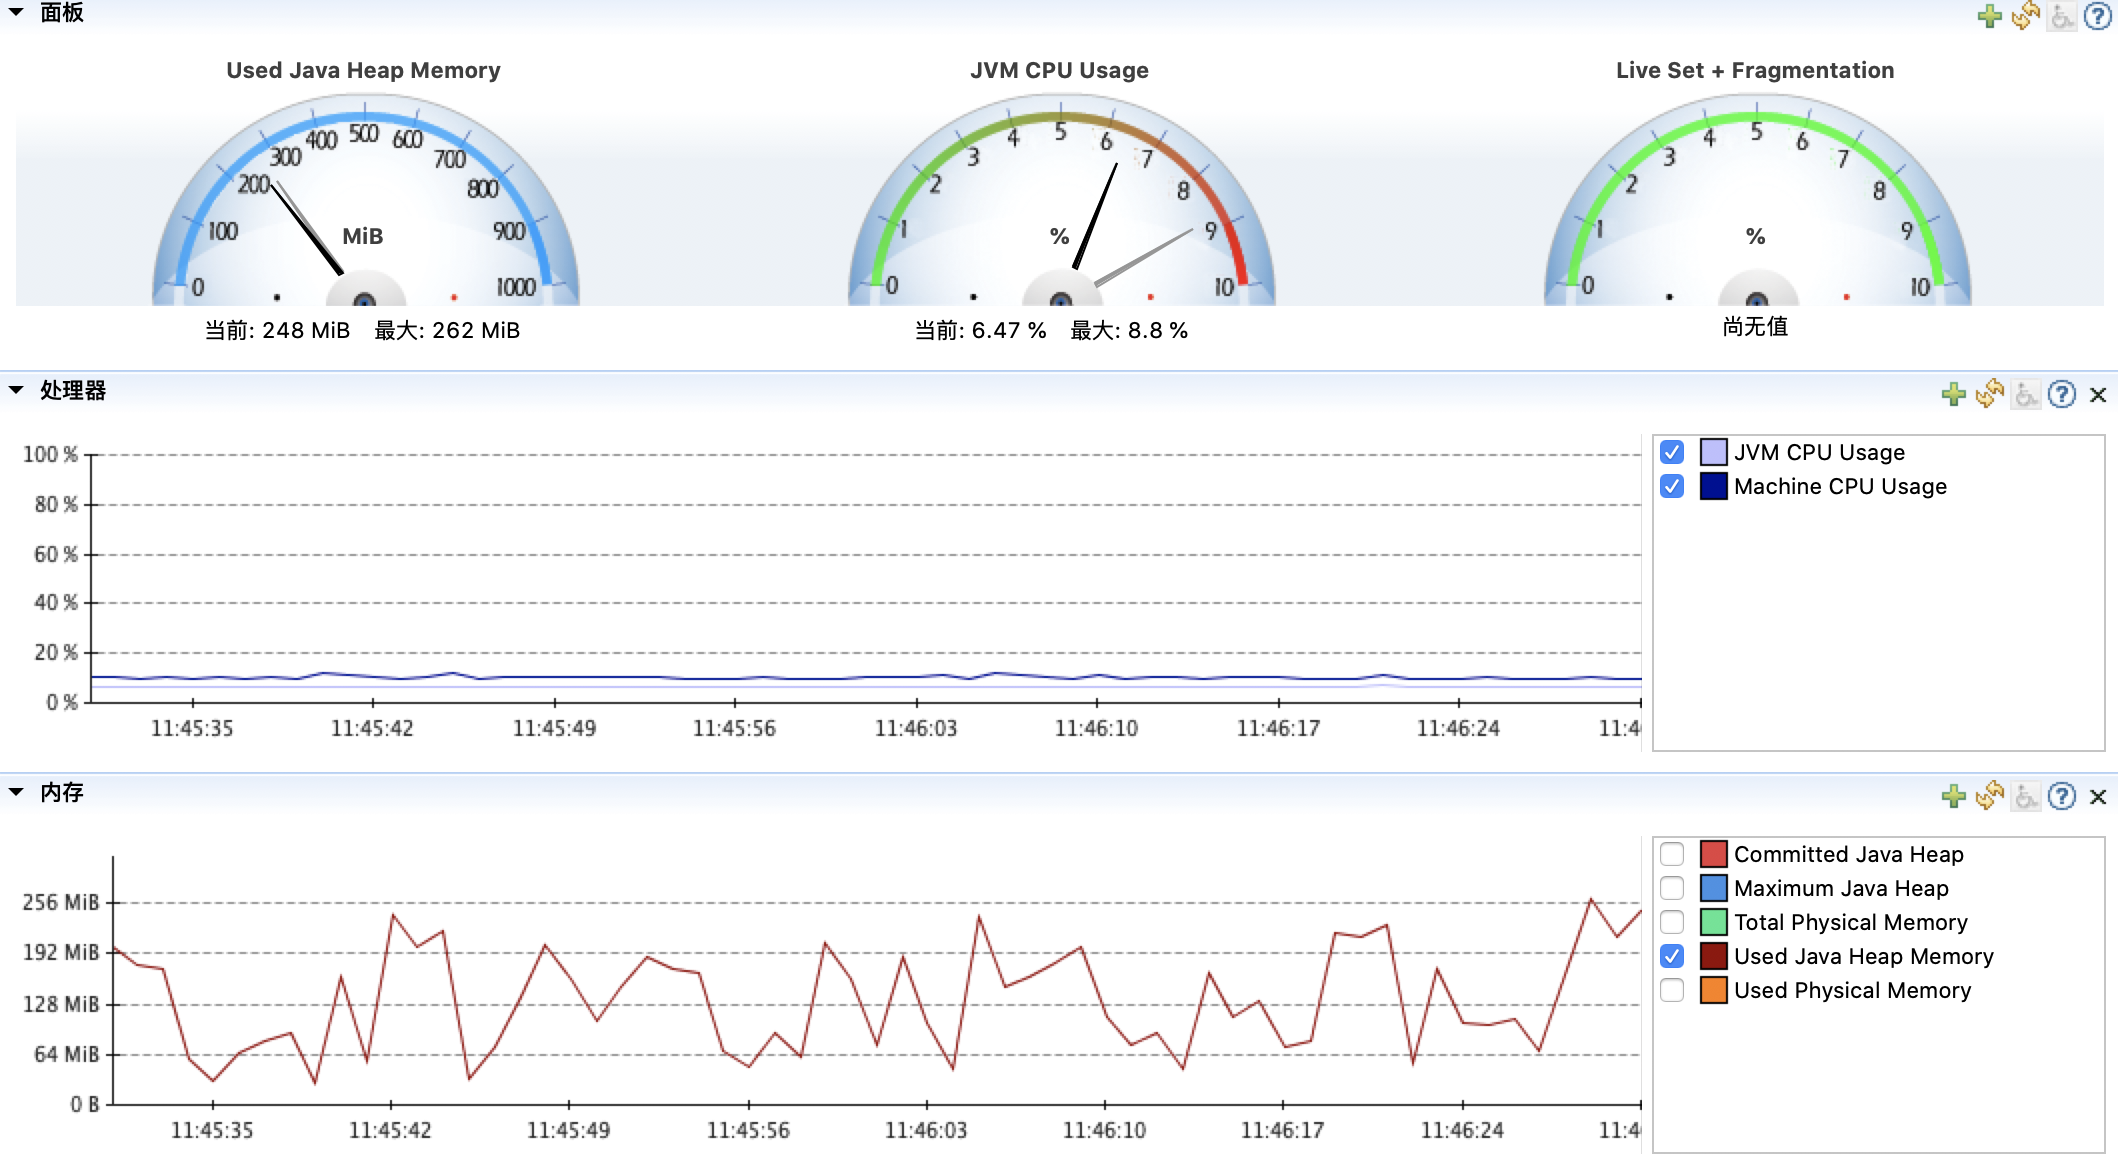 面板
Used Java Heap Memory
0 100 200 300 400 500 600 700 800 900 1000
MiB
当前: 248 MiB 最大: 262 MiB
JVM CPU Usage
0 1 2 3 4 5 6 7 8 9 10
%
当前: 6.47 % 最大: 8.8 %
Live Set + Fragmentation
0 1 2 3 4 5 6 7 8 9 10
%
尚无值
处理器
100 %
80 %
60 %
40 %
20 %
0 %
11:45:35 11:45:42 11:45:49 11:45:56 11:46:03 11:46:10 11:46:17 11:46:24 11:4
JVM CPU Usage
Machine CPU Usage
内存
256 MiB
192 MiB
128 MiB
64 MiB
0 B
11:45:35 11:45:42 11:45:49 11:45:56 11:46:03 11:46:10 11:46:17 11:46:24 11:4
Committed Java Heap
Maximum Java Heap
Total Physical Memory
Used Java Heap Memory
Used Physical Memory